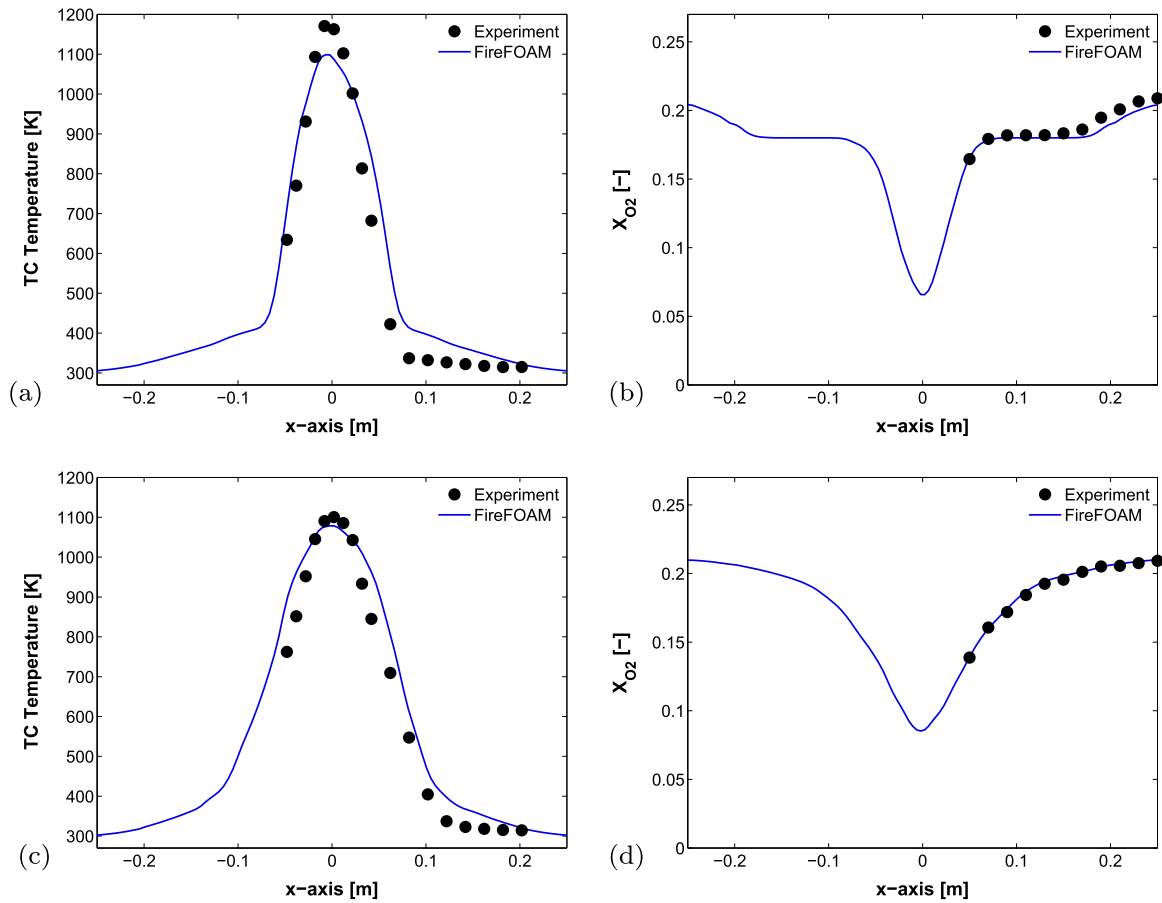 1200
1100
1000
900
800
700
600
500
400
300
TC Temperature [K]
−0.2 −0.1 0 0.1 0.2
x−axis [m]
Experiment
FireFOAM
(a)
0.25
0.2
0.15
0.1
0.05
0
X_O2 [−]
−0.2 −0.1 0 0.1 0.2
x−axis [m]
Experiment
FireFOAM
(b)
1200
1100
1000
900
800
700
600
500
400
300
TC Temperature [K]
−0.2 −0.1 0 0.1 0.2
x−axis [m]
Experiment
FireFOAM
(c)
0.25
0.2
0.15
0.1
0.05
0
X_O2 [−]
−0.2 −0.1 0 0.1 0.2
x−axis [m]
Experiment
FireFOAM
(d)